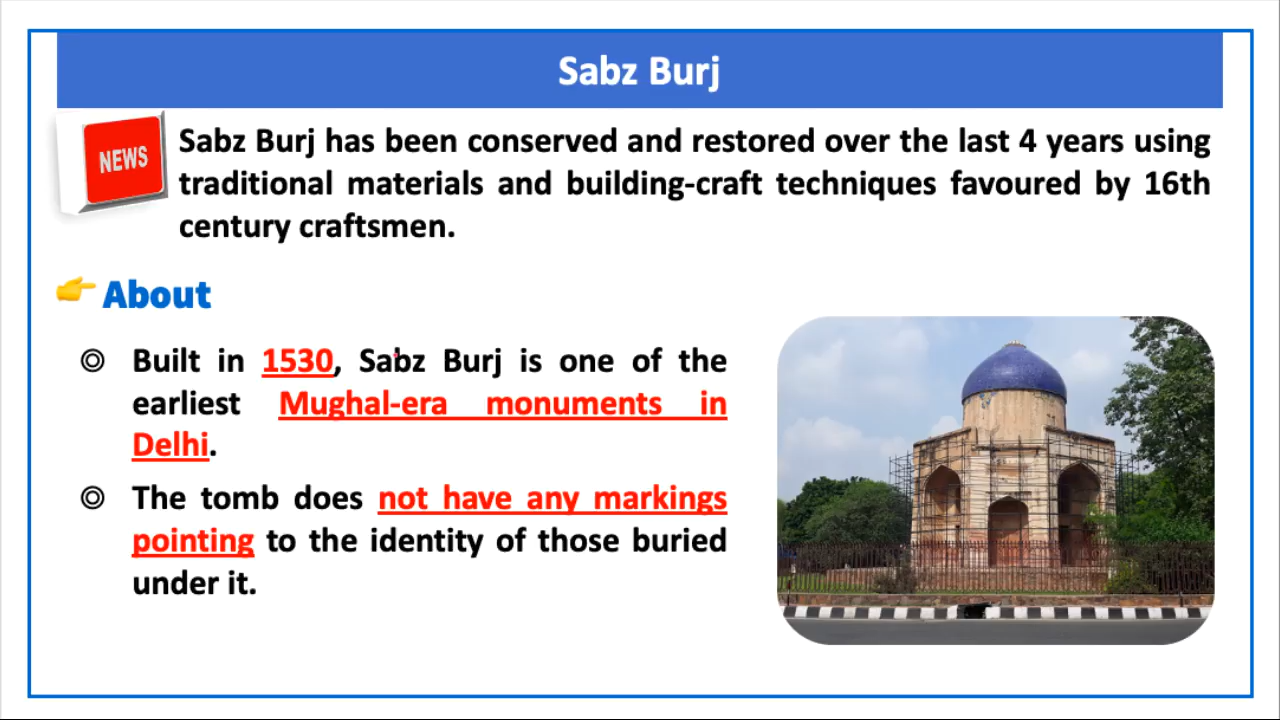 Sabz Burj
NEWS
Sabz Burj has been conserved and restored over the last 4 years using
traditional materials and building-craft techniques favoured by 16th
century craftsmen.
About
Built in 1530, Sabz Burj is one of the
earliest Mughal-era monuments in
Delhi.
The tomb does not have any markings
pointing to the identity of those buried
under it.